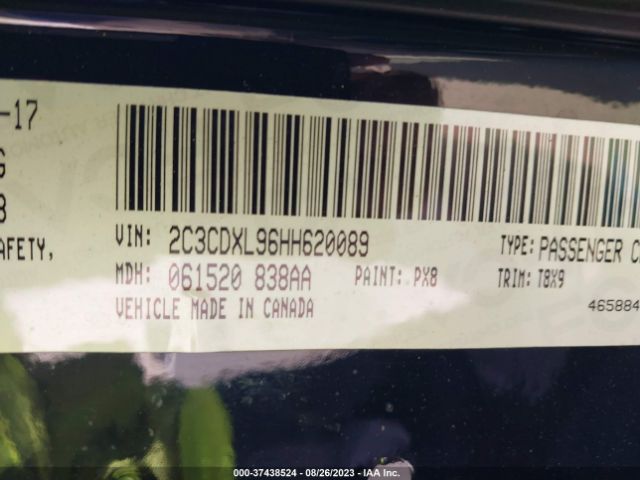 -17
G
8
AFETY,
VIN: 2C3CDXL96HH620089
TYPE: PASSENGER C
MDH: 061520 838AA
PAINT: PX8
TRIM: T8X9
VEHICLE MADE IN CANADA
465884
000-37438524 - 08/26/2023 - IAA Inc.